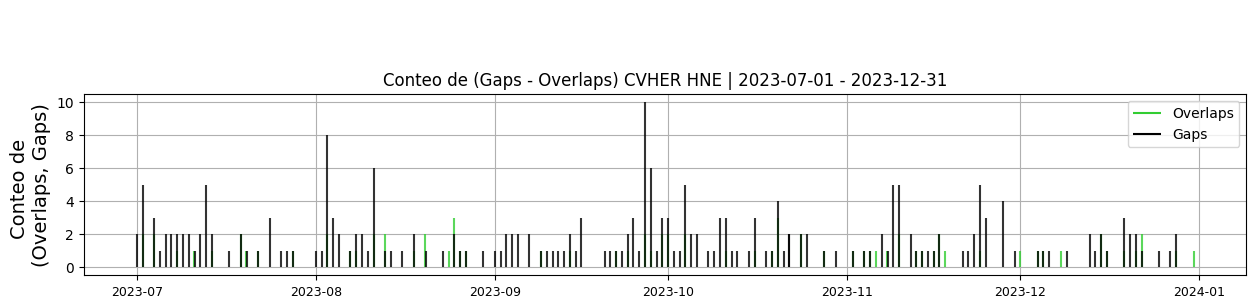 Conteo de (Gaps - Overlaps) CVHER HNE | 2023-07-01 - 2023-12-31
Conteo de
(Overlaps, Gaps)
10
8
6
4
2
0
Overlaps
Gaps
2023-07
2023-08
2023-09
2023-10
2023-11
2023-12
2024-01